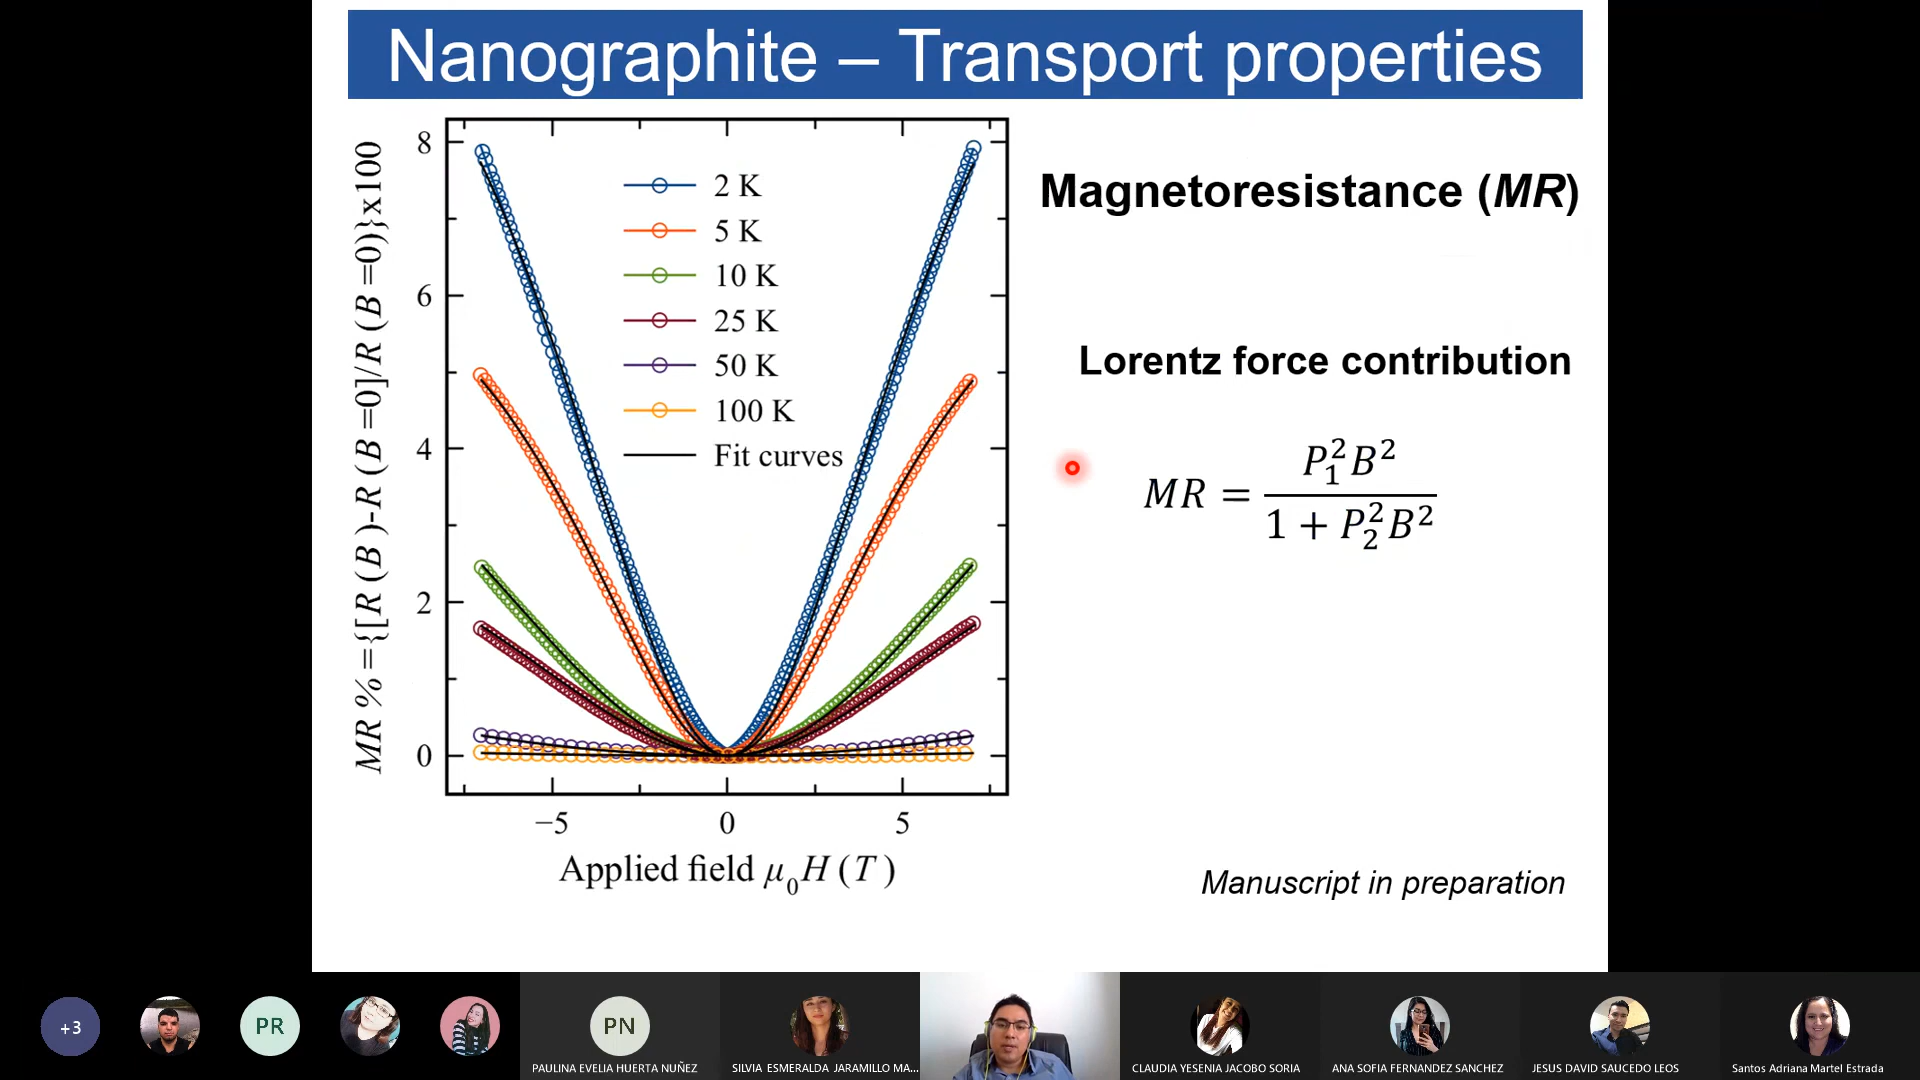 Nanographite – Transport properties
MR % ={[R (B )-R (B =0]/R (B =0)}x100
8
6
4
2
0
−5
0
5
Applied field μ₀H (T )
2 K
5 K
10 K
25 K
50 K
100 K
Fit curves
Magnetoresistance (MR)
Lorentz force contribution
MR = P₁²B² / 1 + P₂²B²
Manuscript in preparation
+3
PR
PN
PAULINA EVELIA HUERTA NUÑEZ
SILVIA ESMERALDA JARAMILLO MA...
CLAUDIA YESENIA JACOBO SORIA
ANA SOFIA FERNANDEZ SANCHEZ
JESUS DAVID SAUCEDO LEOS
Santos Adriana Martel Estrada